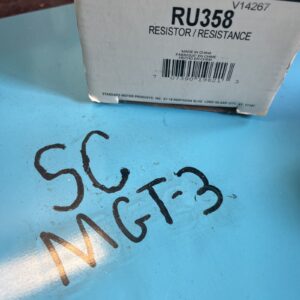 V14267
RU358
RESISTOR / RESISTANCE
MADE IN CHINA
SC
MGT-3